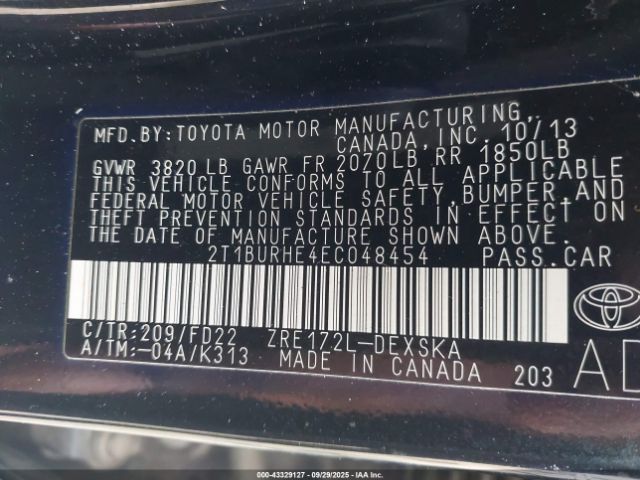 MFD. BY: TOYOTA MOTOR MANUFACTURING,
CANADA, INC. 10/13
GVWR 3820 LB GAWR FR 2070LB RR 1850LB
THIS VEHICLE CONFORMS TO ALL APPLICABLE
FEDERAL MOTOR VEHICLE SAFETY, BUMPER, AND
THEFT PREVENTION STANDARDS IN EFFECT ON
THE DATE OF MANUFACTURE SHOWN ABOVE.
2T1BURHE4EC048454 PASS. CAR
C/TR: 209/FD22 ZRE172L-DEXSKA
A/TM: -04A/K313 MADE IN CANADA 203
000-43329127 - 09/29/2025 - IAA Inc.